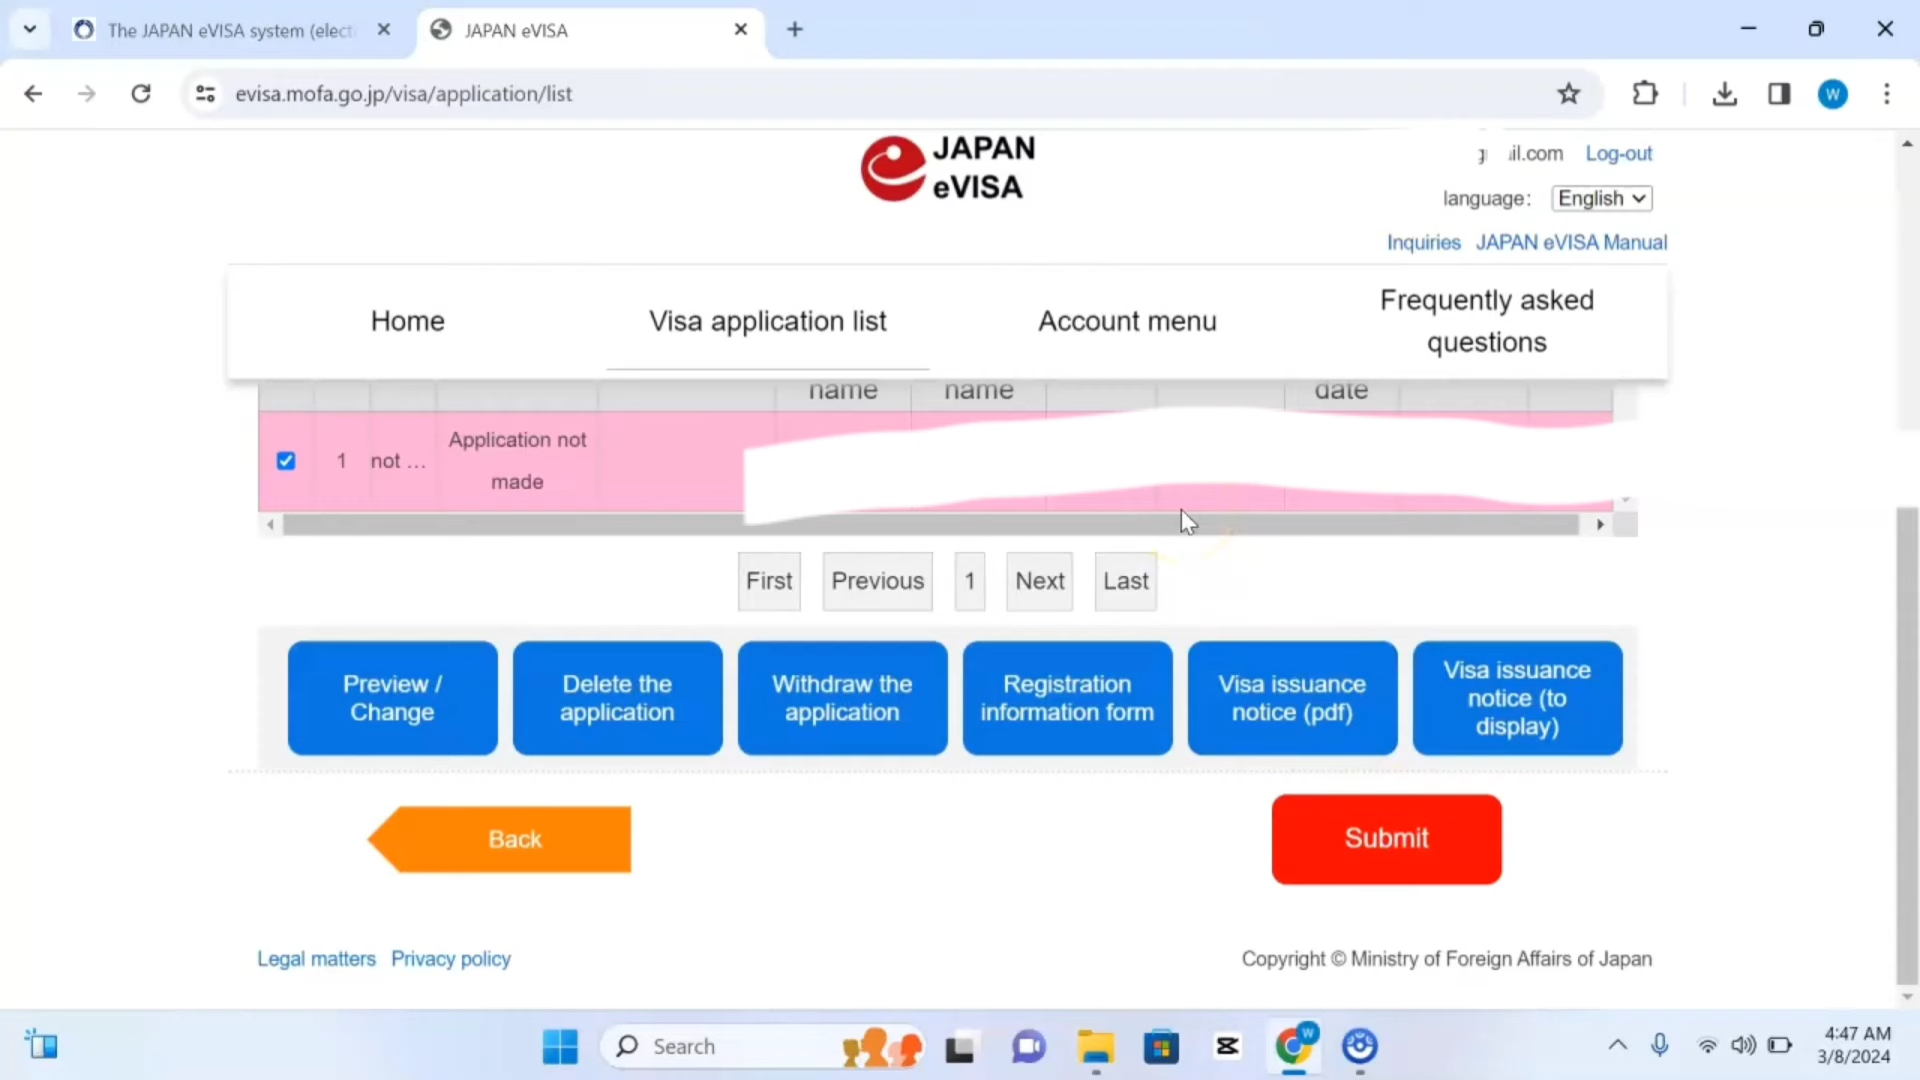 The JAPAN eVISA system (elect
JAPAN eVISA
evisa.mofa.go.jp/visa/application/list
W
JAPAN
eVISA
il.com Log-out
language: English
Inquiries JAPAN eVISA Manual
Home
Visa application list
Account menu
Frequently asked
questions
name name date
1 not ... Application not
made
First Previous 1 Next Last
Preview /
Change
Delete the
application
Withdraw the
application
Registration
information form
Visa issuance
notice (pdf)
Visa issuance
notice (to
display)
Back
Submit
Legal matters Privacy policy
Copyright © Ministry of Foreign Affairs of Japan
Search
W
4:47 AM
3/8/2024